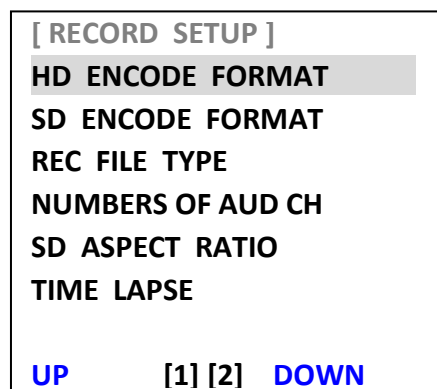 [ RECORD SETUP ]
HD ENCODE FORMAT
SD ENCODE FORMAT
REC FILE TYPE
NUMBERS OF AUD CH
SD ASPECT RATIO
TIME LAPSE
UP [1] [2] DOWN